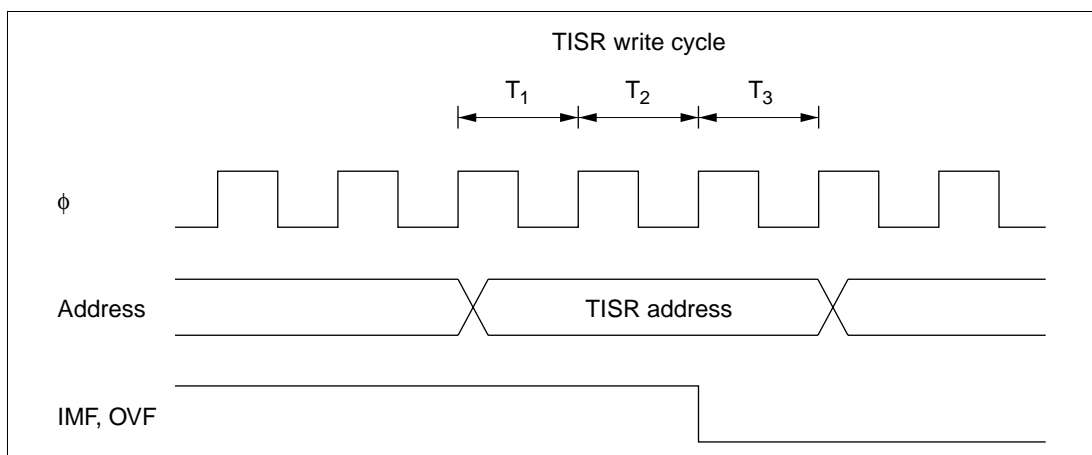 TISR write cycle
T1 T2 T3
φ
Address TISR address
IMF, OVF